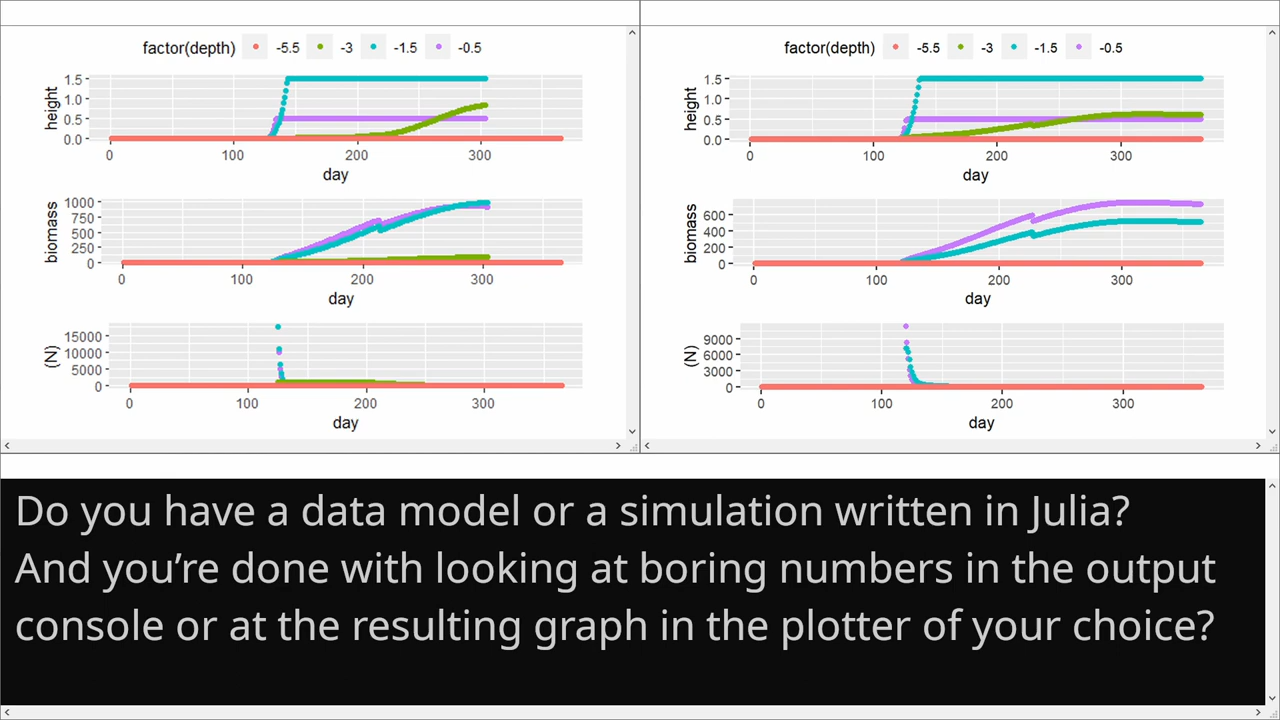 factor(depth) -5.5 -3 -1.5 -0.5
height
1.5
1.0
0.5
0.0
0 100 200 300
day
biomass
1000
750
500
250
0
0 100 200 300
day
(N)
15000
10000
5000
0
0 100 200 300
day
factor(depth) -5.5 -3 -1.5 -0.5
height
1.5
1.0
0.5
0.0
0 100 200 300
day
biomass
600
400
200
0
0 100 200 300
day
(N)
9000
6000
3000
0
0 100 200 300
day
Do you have a data model or a simulation written in Julia?
And you’re done with looking at boring numbers in the output
console or at the resulting graph in the plotter of your choice?